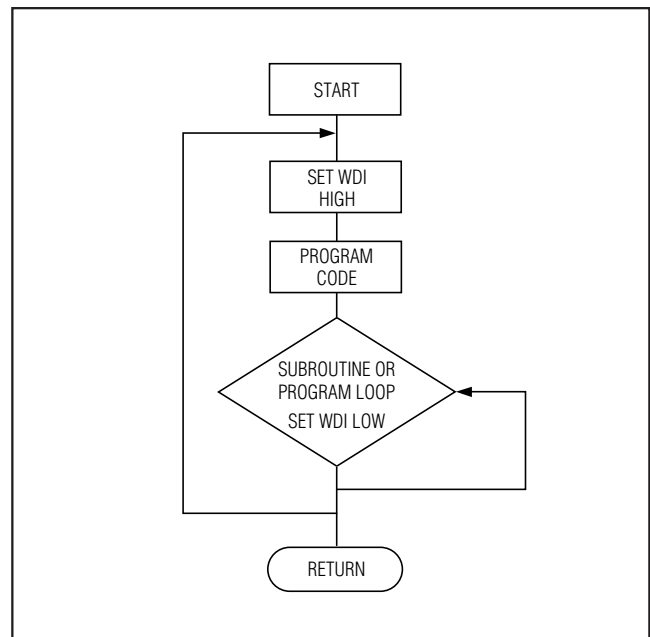 START
SET WDI
HIGH
PROGRAM
CODE
SUBROUTINE OR
PROGRAM LOOP
SET WDI LOW
RETURN